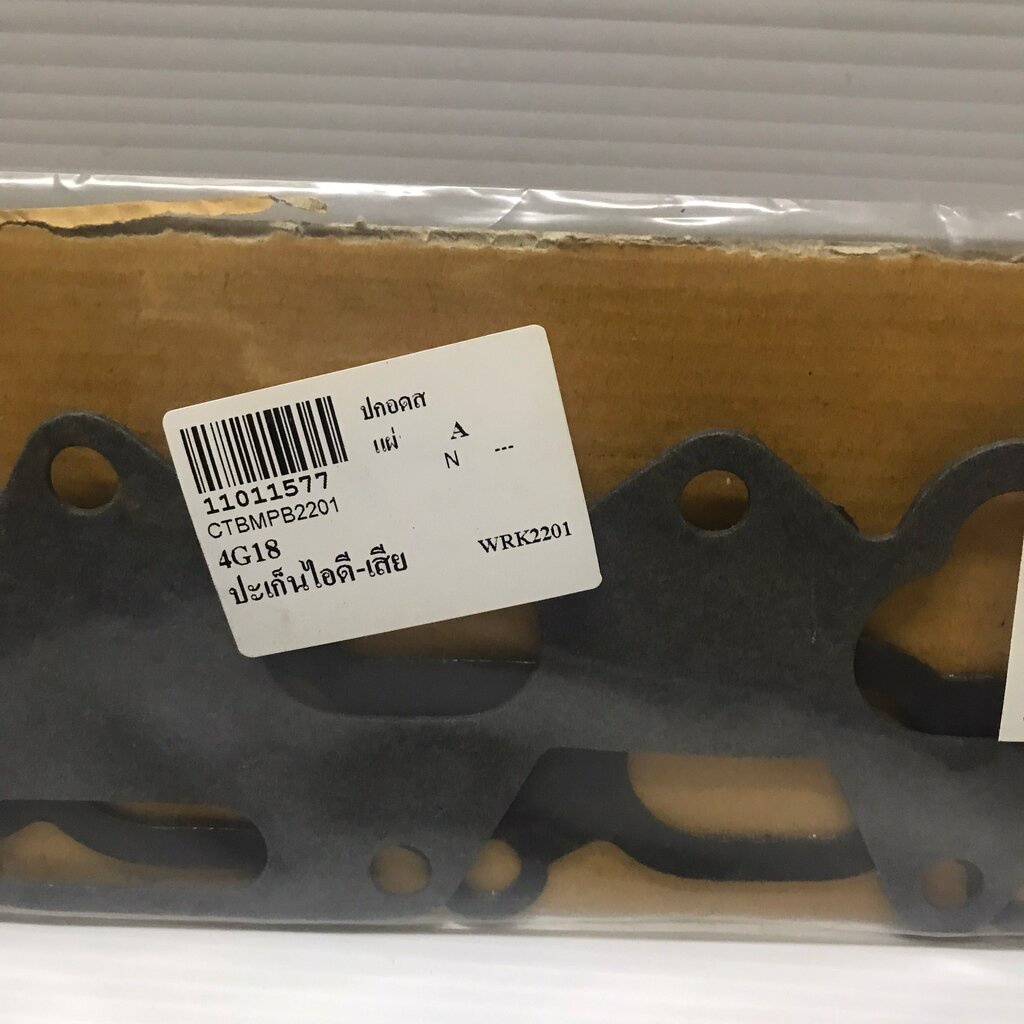 ปกอดส
แผ่ A
N ---
11011577
CTBMPB2201
4G18 WRK2201
ปะเก็นไอดี-เสีย